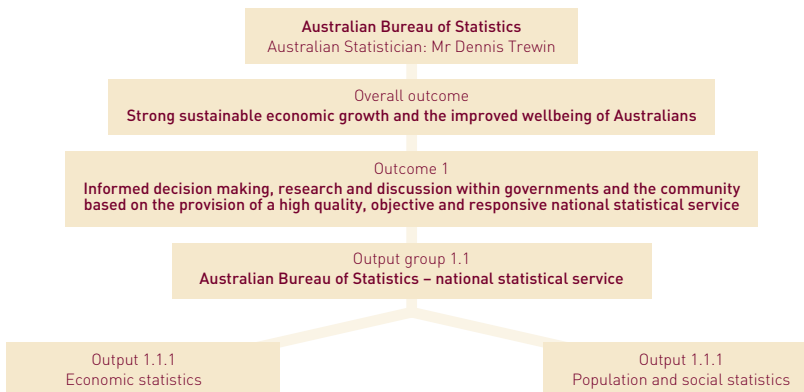 Australian Bureau of Statistics
Australian Statistician: Mr Dennis Trewin
Overall outcome
Strong sustainable economic growth and the improved wellbeing of Australians
Outcome 1
Informed decision making, research and discussion within governments and the community
based on the provision of a high quality, objective and responsive national statistical service
Output group 1.1
Australian Bureau of Statistics – national statistical service
Output 1.1.1
Economic statistics
Output 1.1.1
Population and social statistics